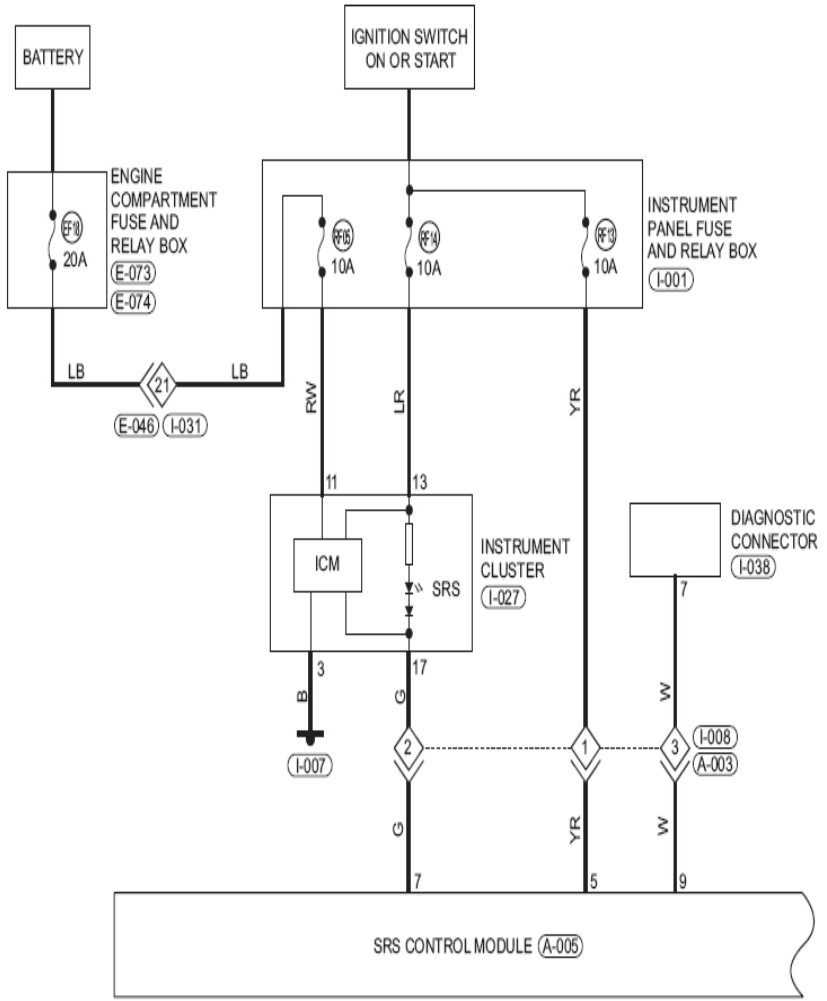 BATTERY
IGNITION SWITCH
ON OR START
ENGINE
COMPARTMENT
FUSE AND
RELAY BOX
E-073
E-074
EF18
20A
RF05
10A
RF14
10A
RF13
10A
INSTRUMENT
PANEL FUSE
AND RELAY BOX
I-001
LB
21
LB
E-046 I-031
RW
LR
YR
11
13
ICM
SRS
INSTRUMENT
CLUSTER
I-027
DIAGNOSTIC
CONNECTOR
I-038
7
3
17
B
G
W
I-007
2
1
3
I-008
A-003
G
YR
W
7
5
9
SRS CONTROL MODULE A-005